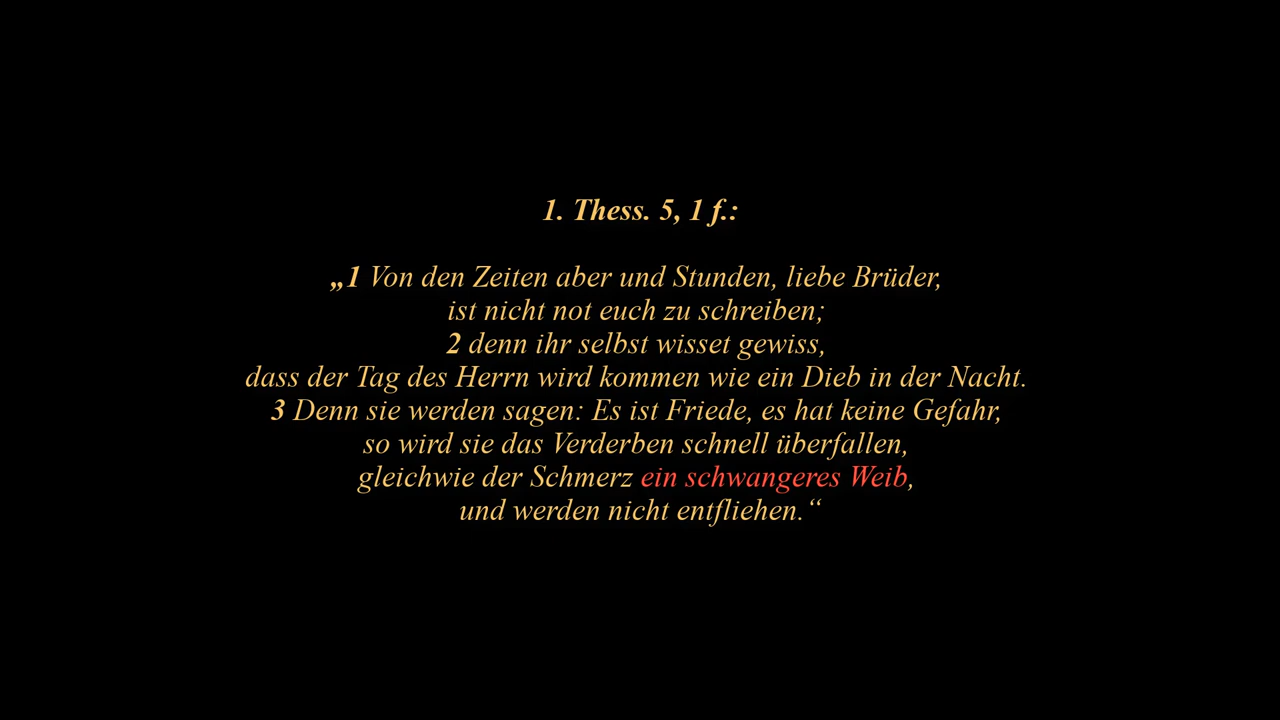 1. Thess. 5, 1 f.:
„1 Von den Zeiten aber und Stunden, liebe Brüder,
ist nicht not euch zu schreiben;
2 denn ihr selbst wisset gewiss,
dass der Tag des Herrn wird kommen wie ein Dieb in der Nacht.
3 Denn sie werden sagen: Es ist Friede, es hat keine Gefahr,
so wird sie das Verderben schnell überfallen,
gleichwie der Schmerz ein schwangeres Weib,
und werden nicht entfliehen.“